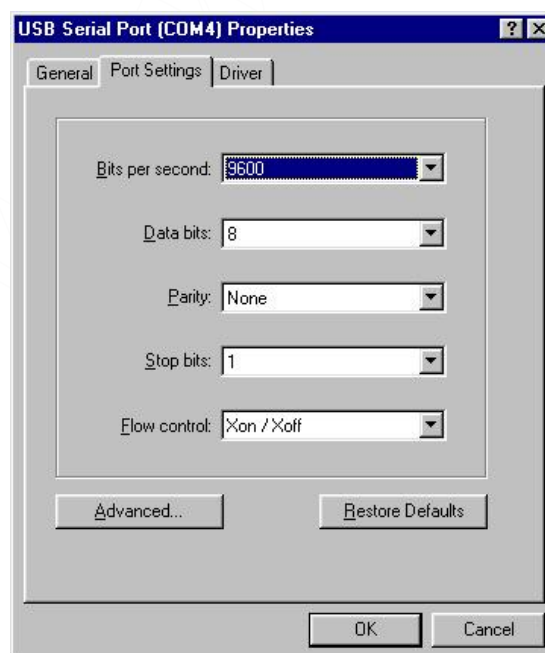 USB Serial Port (COM4) Properties
General Port Settings Driver
Bits per second: 9600
Data bits: 8
Parity: None
Stop bits: 1
Flow control: Xon / Xoff
Advanced... Restore Defaults
OK Cancel